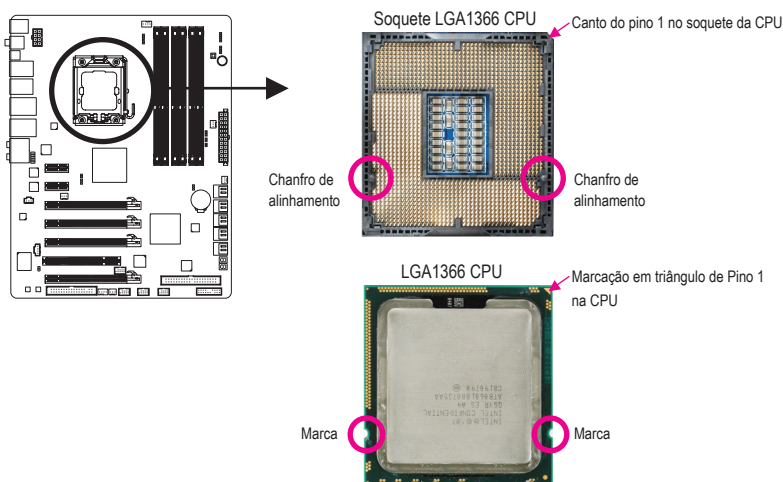 Soquete LGA1366 CPU
Canto do pino 1 no soquete da CPU
Chanfro de
alinhamento
Chanfro de
alinhamento
LGA1366 CPU
Marcação em triângulo de Pino 1
na CPU
INTEL CONFIDENTIAL
Marca
Marca